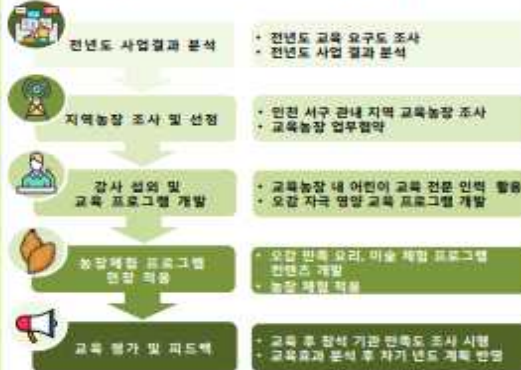 전년도 사업결과 분석
• 전년도 교육 요구도 조사
• 전년도 사업 결과 분석
지역농장 조사 및 선정
• 인천 서구 관내 지역 교육농장 조사
• 교육농장 업무협약
강사 섭외 및
교육 프로그램 개발
• 교육농장 내 어린이 교육 전문 인력 활용
• 오감 자극 영양 교육 프로그램 개발
농장체험 프로그램
현장 적용
• 오감 만족 요리, 미술 체험 프로그램
컨텐츠 개발
• 농장 체험 적용
교육 평가 및 피드백
• 교육 후 참석 기관 만족도 조사 시행
• 교육효과 분석 후 차기 년도 계획 반영